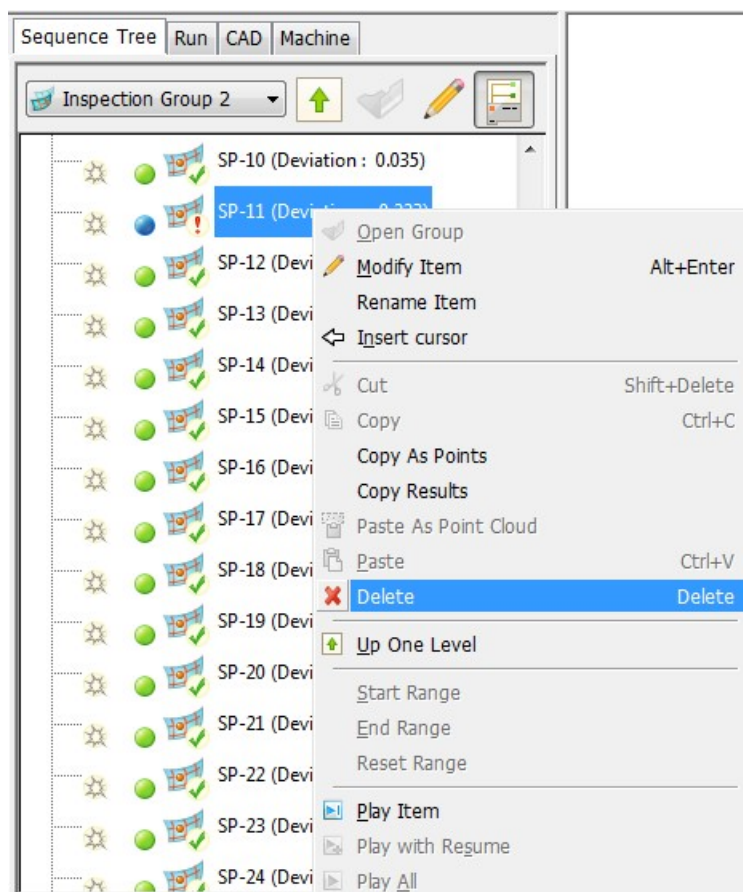 Sequence Tree Run CAD Machine
Inspection Group 2
SP-10 (Deviation : 0.035)
SP-11 (Devi
Open Group
SP-12 (Devi
Modify Item Alt+Enter
Rename Item
SP-13 (Devi
Insert cursor
SP-14 (Devi
Cut Shift+Delete
SP-15 (Devi
Copy Ctrl+C
Copy As Points
SP-16 (Devi
Copy Results
SP-17 (Devi
Paste As Point Cloud
Paste Ctrl+V
SP-18 (Devi
Delete Delete
SP-19 (Devi
Up One Level
SP-20 (Devi
Start Range
SP-21 (Devi
End Range
Reset Range
SP-22 (Devi
Play Item
SP-23 (Devi
Play with Resume
SP-24 (Devi
Play All